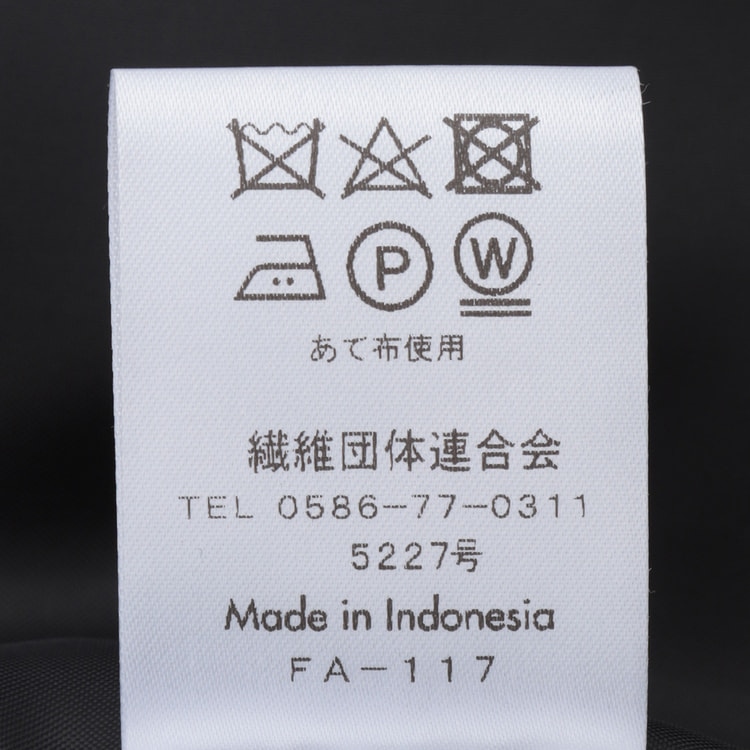 P W
あて布使用
繊維団体連合会
TEL 0586-77-0311
5227号
Made in Indonesia
FA-117